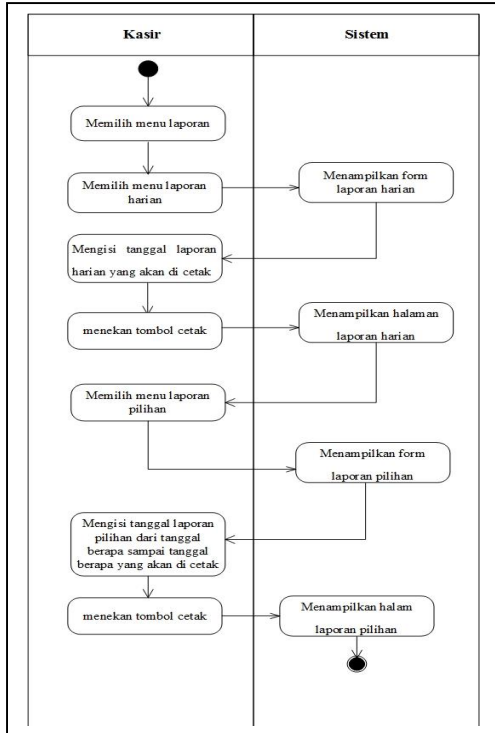 Kasir
Sistem
Memilih menu laporan
Memilih menu laporan
harian
Menampilkan form
laporan harian
Mengisi tanggal laporan
harian yang akan di cetak
menekan tombol cetak
Menampilkan halaman
laporan harian
Memilih menu laporan
pilihan
Menampilkan form
laporan pilihan
Mengisi tanggal laporan
pilihan dari tanggal
berapa sampai tanggal
berapa yang akan di cetak
menekan tombol cetak
Menampilkan halam
laporan pilihan